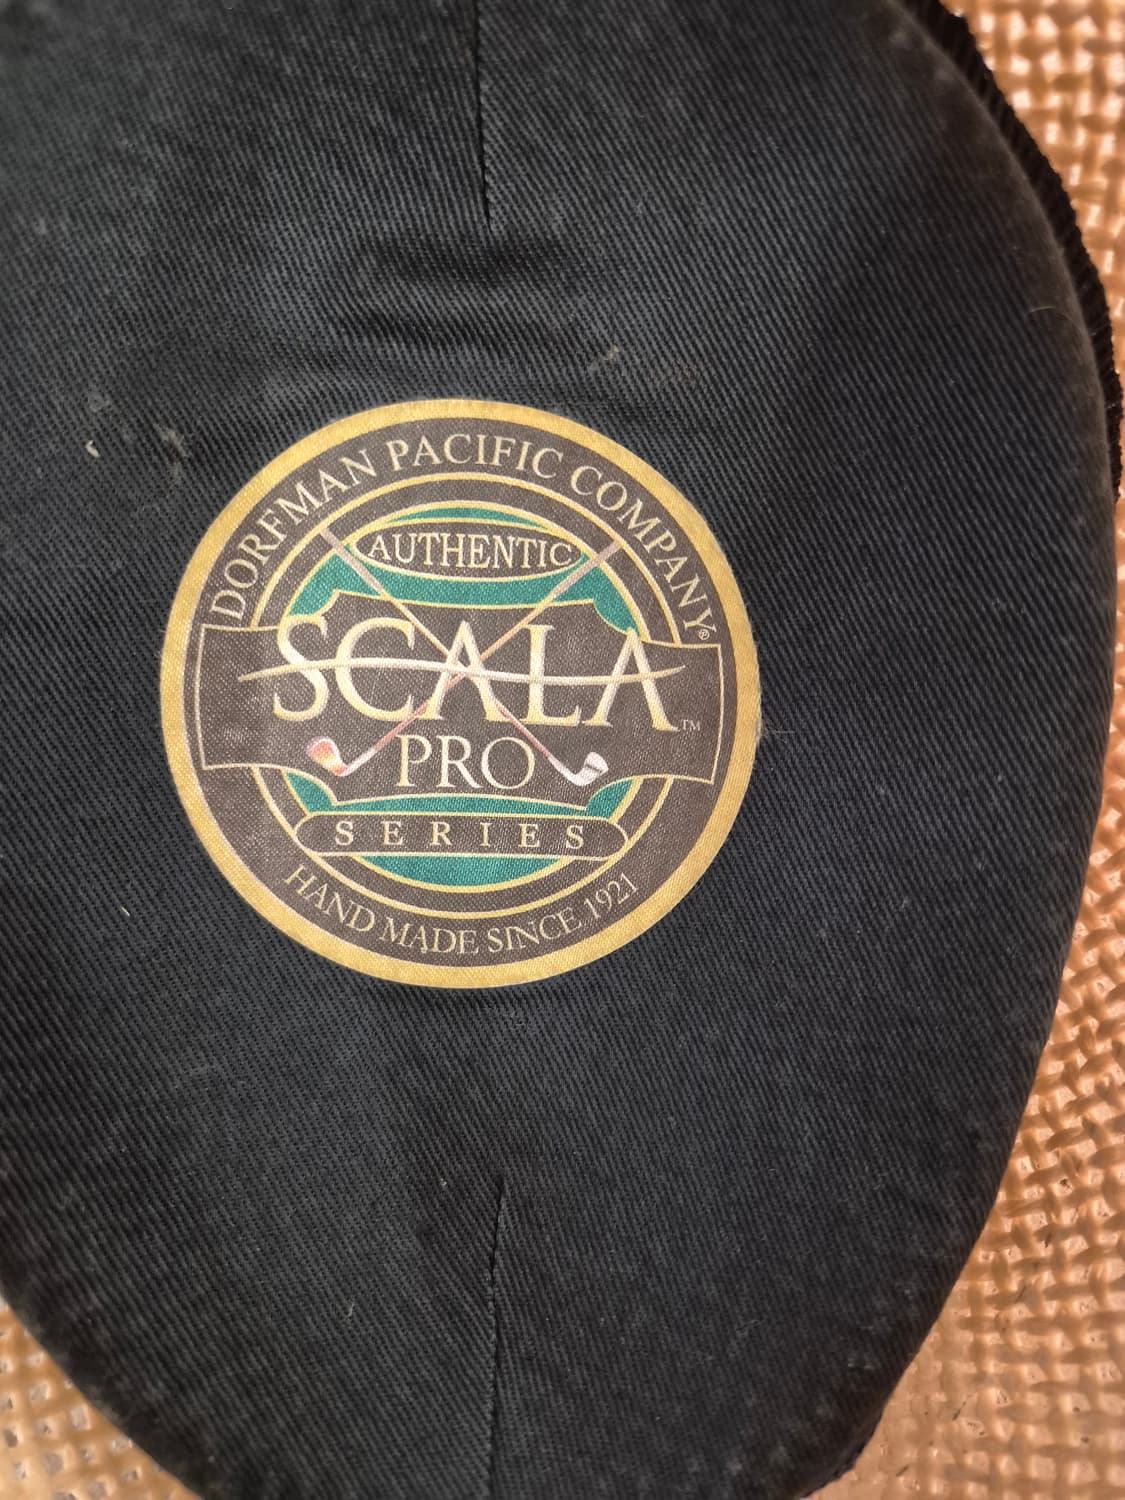 DORFMAN PACIFIC COMPANY®
AUTHENTIC
SCALA™
PRO
SERIES
HAND MADE SINCE 1921